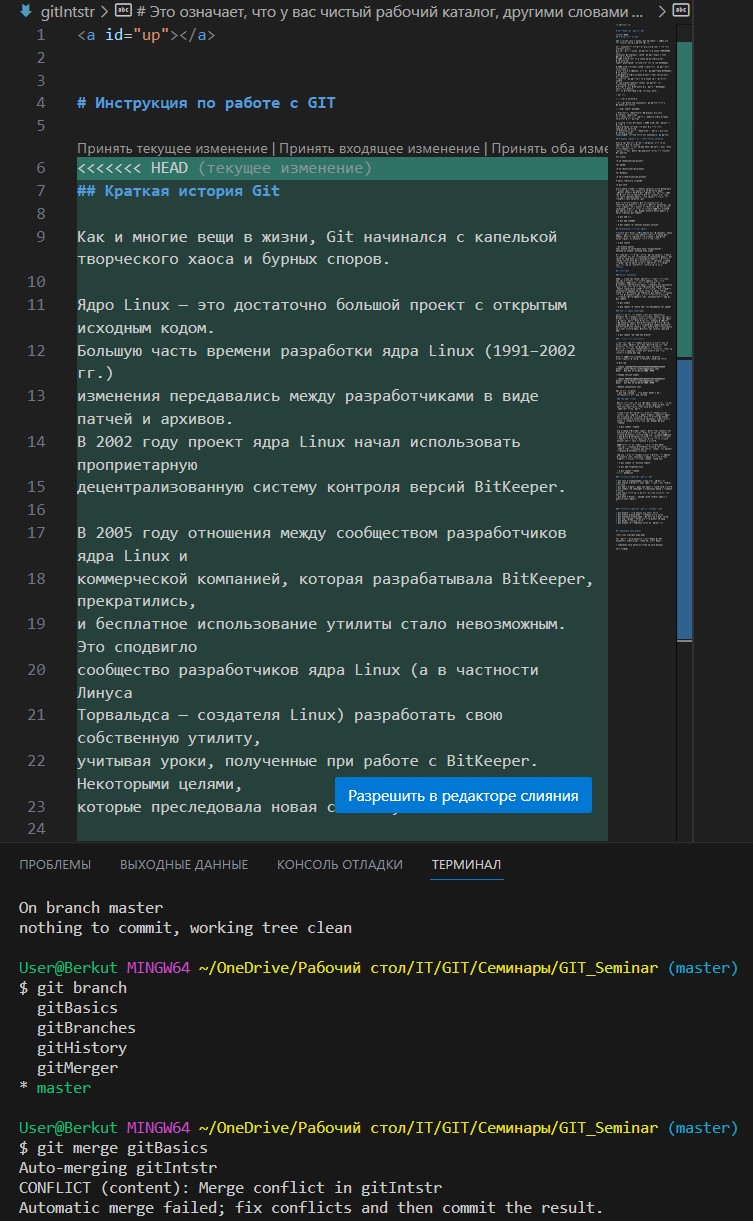 gitIntstr > # Это означает, что у вас чистый рабочий каталог, другими словами ... >
1 <a id="up"></a>
2
3
4 # Инструкция по работе с GIT
5
Принять текущее изменение | Принять входящее изменение | Принять оба изме
6 <<<<<<< HEAD (текущее изменение)
7 ## Краткая история Git
8
9 Как и многие вещи в жизни, Git начинался с капелькой
творческого хаоса и бурных споров.
10
11 Ядро Linux — это достаточно большой проект с открытым
исходным кодом.
12 Большую часть времени разработки ядра Linux (1991–2002
гг.)
13 изменения передавались между разработчиками в виде
патчей и архивов.
14 В 2002 году проект ядра Linux начал использовать
проприетарную
15 децентрализованную систему контроля версий BitKeeper.
16
17 В 2005 году отношения между сообществом разработчиков
ядра Linux и
18 коммерческой компанией, которая разрабатывала BitKeeper,
прекратились,
19 и бесплатное использование утилиты стало невозможным.
Это сподвигло
20 сообщество разработчиков ядра Linux (а в частности
Линуса
21 Торвальдса — создателя Linux) разработать свою
собственную утилиту,
22 учитывая уроки, полученные при работе с BitKeeper.
Некоторыми целями,
23 которые преследовала новая
24
Разрешить в редакторе слияния
ПРОБЛЕМЫ ВЫХОДНЫЕ ДАННЫЕ КОНСОЛЬ ОТЛАДКИ ТЕРМИНАЛ
On branch master
nothing to commit, working tree clean
User@Berkut MINGW64 ~/OneDrive/Рабочий стол/IT/GIT/Семинары/GIT_Seminar (master)
$ git branch
gitBasics
gitBranches
gitHistory
gitMerger
* master
User@Berkut MINGW64 ~/OneDrive/Рабочий стол/IT/GIT/Семинары/GIT_Seminar (master)
$ git merge gitBasics
Auto-merging gitIntstr
CONFLICT (content): Merge conflict in gitIntstr
Automatic merge failed; fix conflicts and then commit the result.